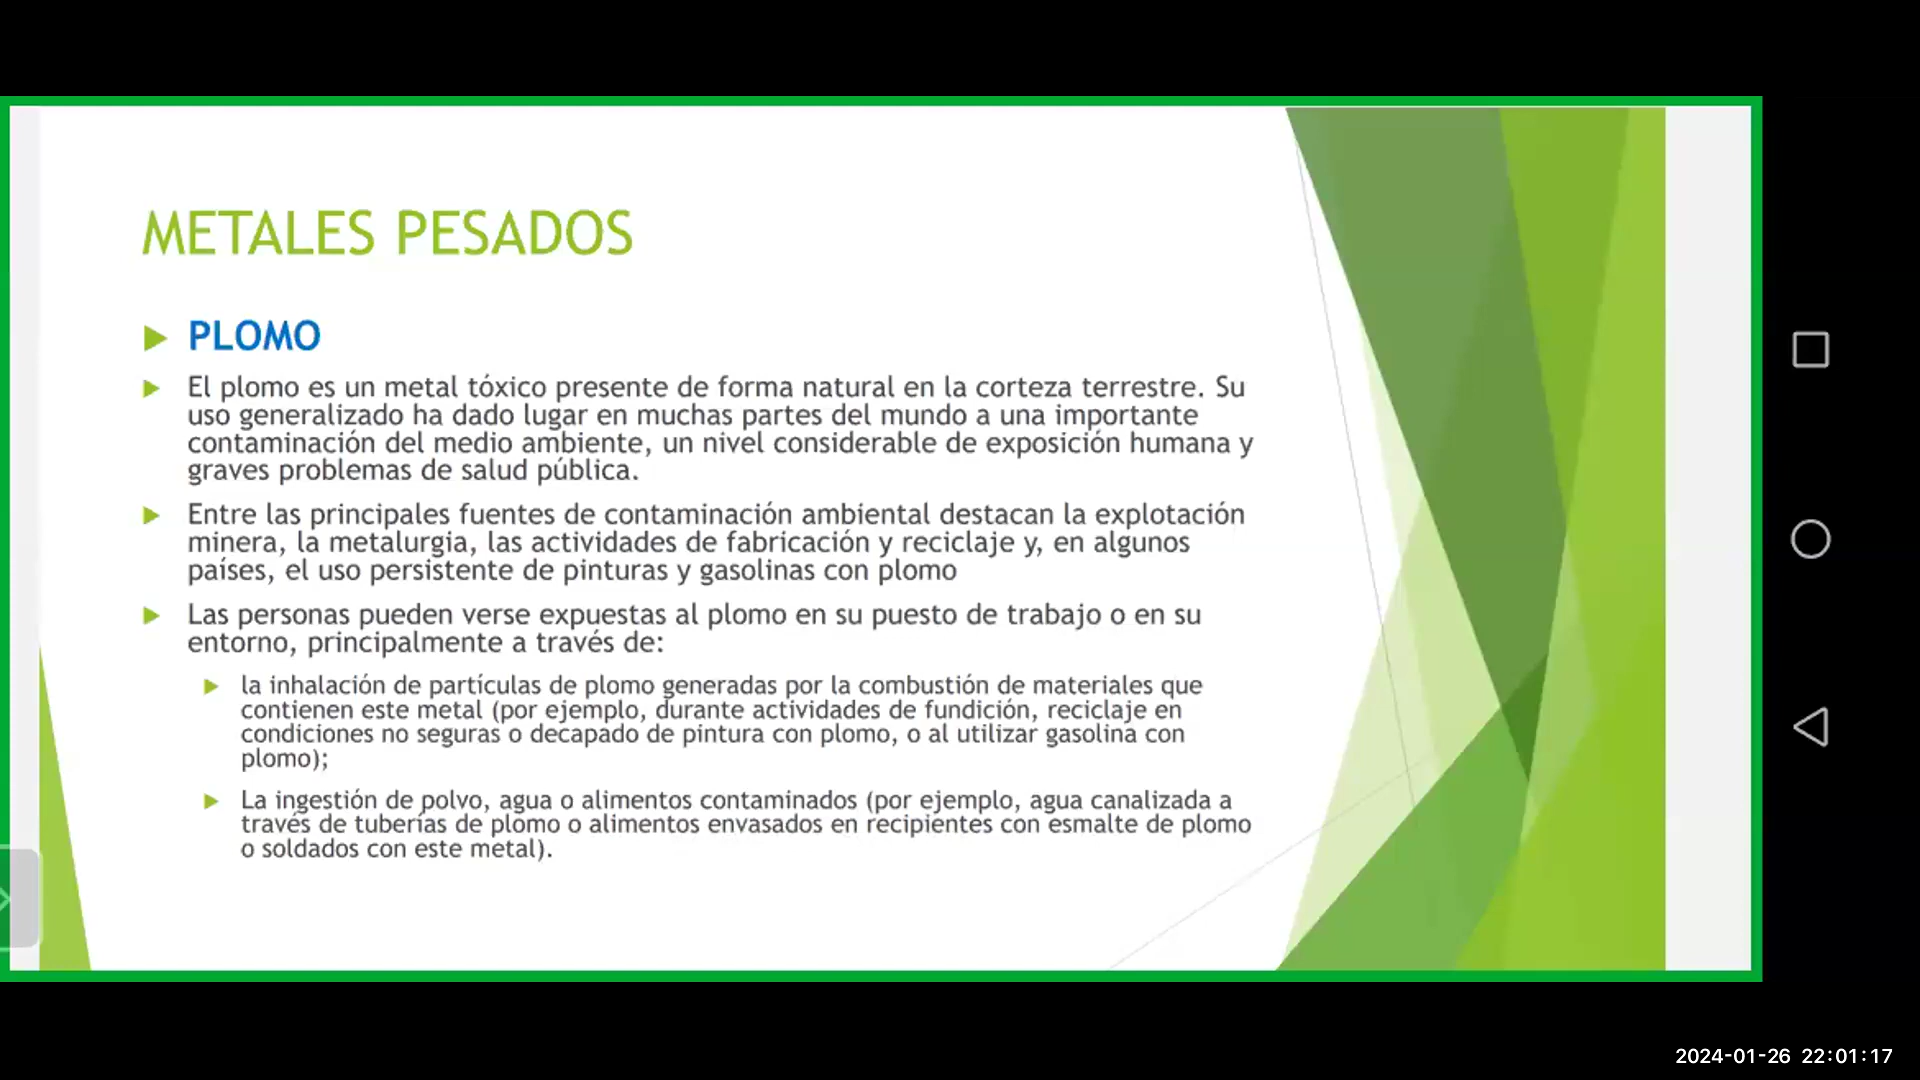 METALES PESADOS
PLOMO
El plomo es un metal tóxico presente de forma natural en la corteza terrestre. Su
uso generalizado ha dado lugar en muchas partes del mundo a una importante
contaminación del medio ambiente, un nivel considerable de exposición humana y
graves problemas de salud pública.
Entre las principales fuentes de contaminación ambiental destacan la explotación
minera, la metalurgia, las actividades de fabricación y reciclaje y, en algunos
países, el uso persistente de pinturas y gasolinas con plomo
Las personas pueden verse expuestas al plomo en su puesto de trabajo o en su
entorno, principalmente a través de:
la inhalación de partículas de plomo generadas por la combustión de materiales que
contienen este metal (por ejemplo, durante actividades de fundición, reciclaje en
condiciones no seguras o decapado de pintura con plomo, o al utilizar gasolina con
plomo);
La ingestión de polvo, agua o alimentos contaminados (por ejemplo, agua canalizada a
través de tuberías de plomo o alimentos envasados en recipientes con esmalte de plomo
o soldados con este metal).
2024-01-26 22:01:17